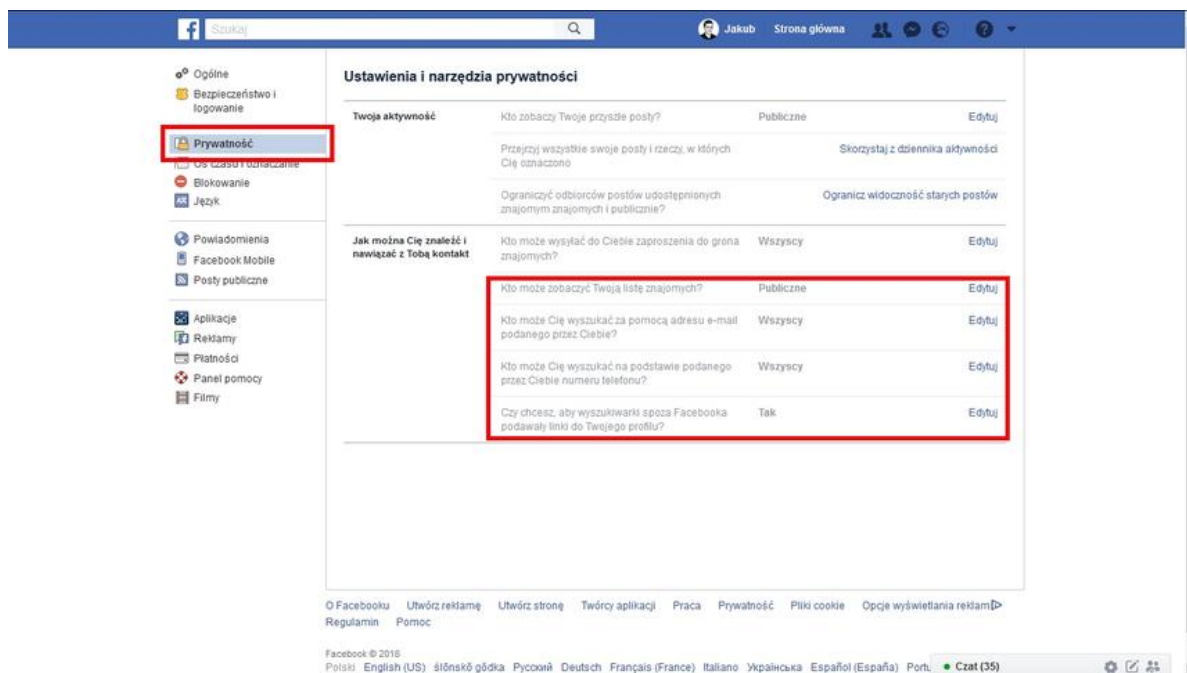 Szukaj
Jakub Strona główna
Ogólne
Bezpieczeństwo i
logowanie
Prywatność
Oś czasu i oznaczanie
Blokowanie
Język
Powiadomienia
Facebook Mobile
Posty publiczne
Aplikacje
Reklamy
Płatności
Panel pomocy
Filmy
Ustawienia i narzędzia prywatności
Twoja aktywność
Kto zobaczy Twoje przyszłe posty? Publiczne Edytuj
Przejrzyj wszystkie swoje posty i rzeczy, w których Skorzystaj z dziennika aktywności
Cię oznaczono
Ograniczyć odbiorców postów udostępnionych Ogranicz widoczność starych postów
znajomym znajomych i publicznie?
Jak można Cię znaleźć i
nawiązać z Tobą kontakt
Kto może wysyłać do Ciebie zaproszenia do grona Wszyscy Edytuj
znajomych?
Kto może zobaczyć Twoją listę znajomych? Publiczne Edytuj
Kto może Cię wyszukać za pomocą adresu e-mail Wszyscy Edytuj
podanego przez Ciebie?
Kto może Cię wyszukać na podstawie podanego Wszyscy Edytuj
przez Ciebie numeru telefonu?
Czy chcesz, aby wyszukiwarki spoza Facebooka Tak Edytuj
podawały linki do Twojego profilu?
O Facebooku Utwórz reklamę Utwórz stronę Twórcy aplikacji Praca Prywatność Pliki cookie Opcje wyświetlania reklam
Regulamin Pomoc
Facebook © 2018
Polski English (US) ślōnskŏ gŏdka Русский Deutsch Français (France) Italiano Українська Español (España) Portu
Czat (35)